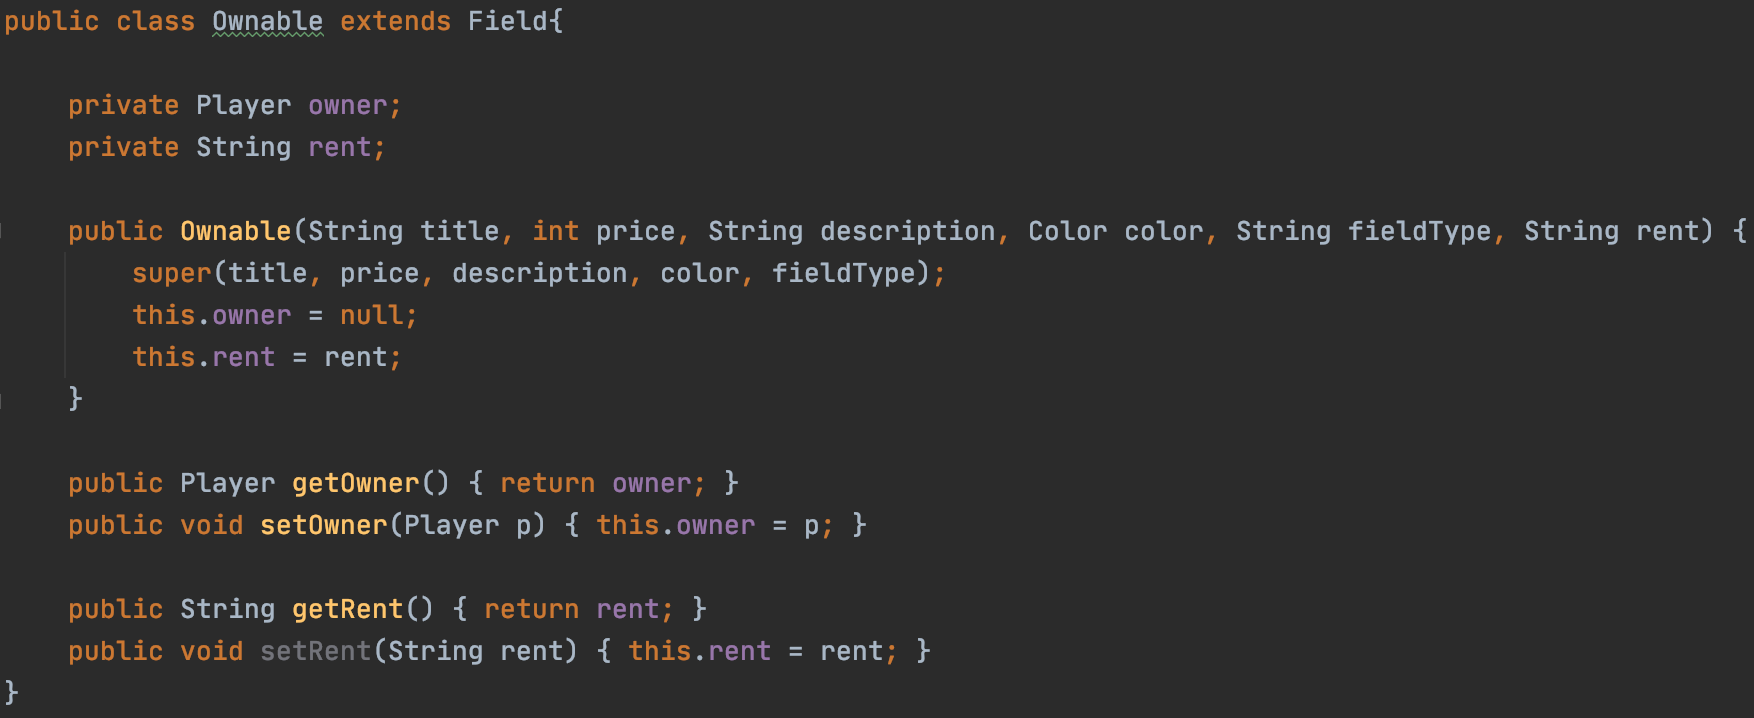 public class Ownable extends Field{
private Player owner;
private String rent;
public Ownable(String title, int price, String description, Color color, String fieldType, String rent) {
super(title, price, description, color, fieldType);
this.owner = null;
this.rent = rent;
}
public Player getOwner() { return owner; }
public void setOwner(Player p) { this.owner = p; }
public String getRent() { return rent; }
public void setRent(String rent) { this.rent = rent; }
}